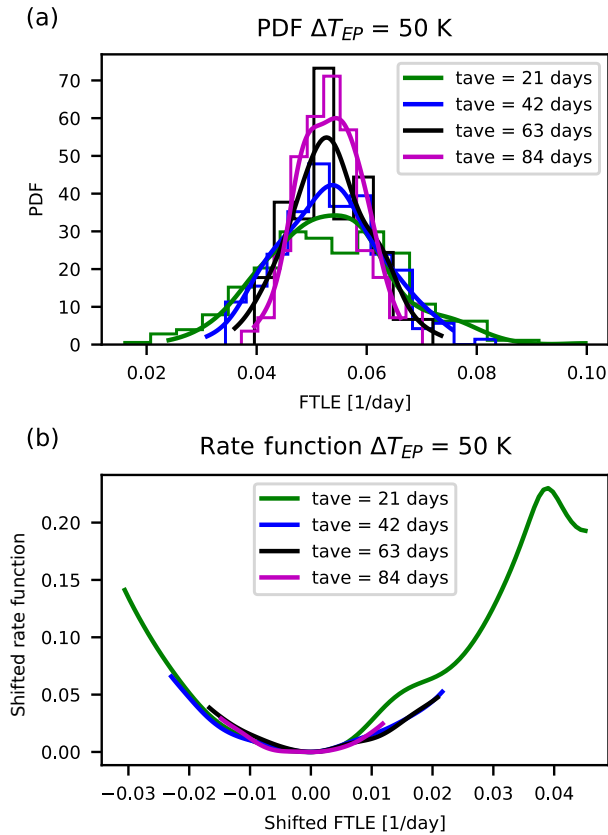 (a)
PDF ΔT_EP = 50 K
70
60
50
40
30
20
10
0
PDF
tave = 21 days
tave = 42 days
tave = 63 days
tave = 84 days
0.02 0.04 0.06 0.08 0.10
FTLE [1/day]
(b)
Rate function ΔT_EP = 50 K
0.20
0.15
0.10
0.05
0.00
Shifted rate function
tave = 21 days
tave = 42 days
tave = 63 days
tave = 84 days
−0.03 −0.02 −0.01 0.00 0.01 0.02 0.03 0.04
Shifted FTLE [1/day]